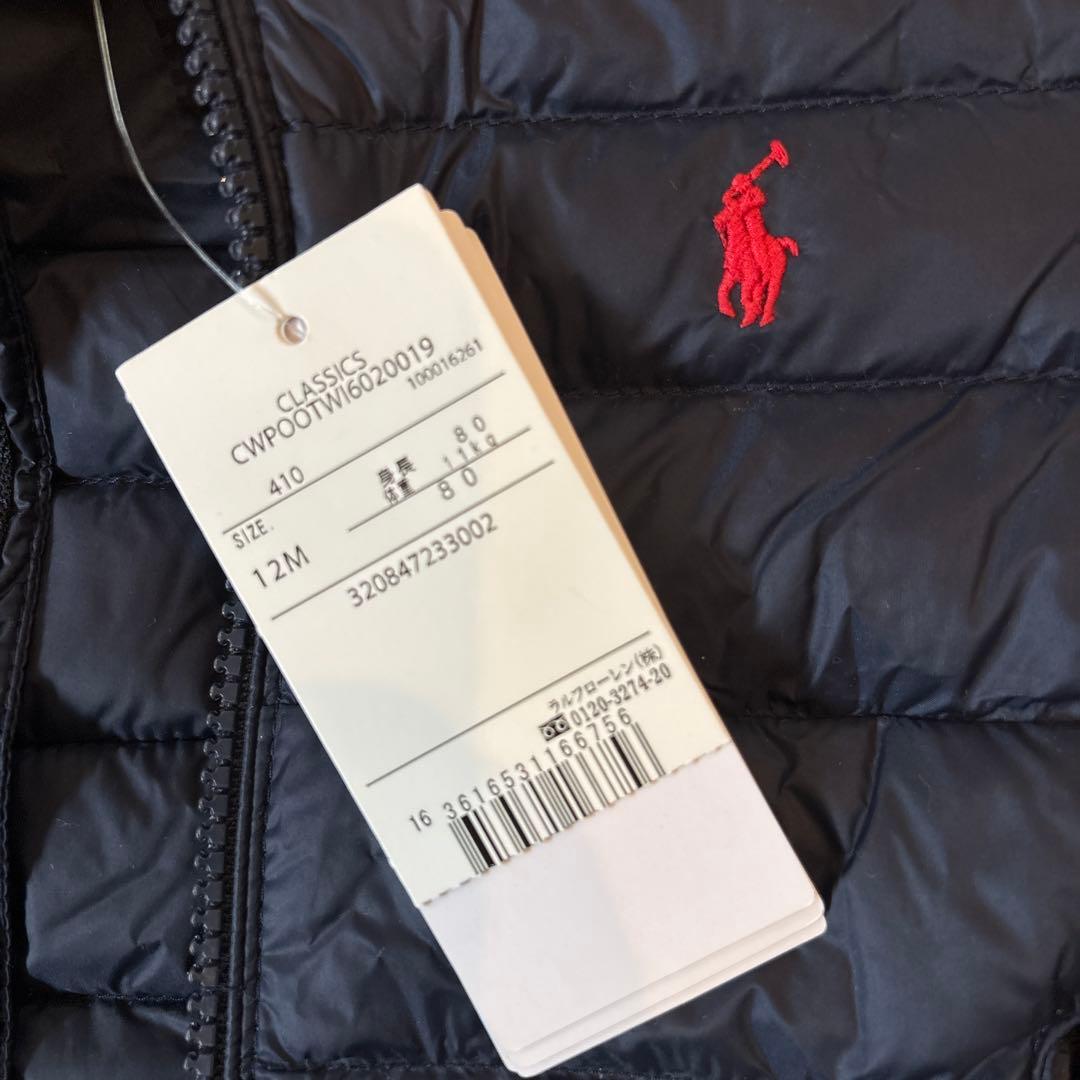 CLASSICS
CWPOOTWI6020019
100016261
410
SIZE.
身長 80
体重 11kg
80
12M
320847233002
ラルフローレン(株)
0120-3274-20
16 3616531166756